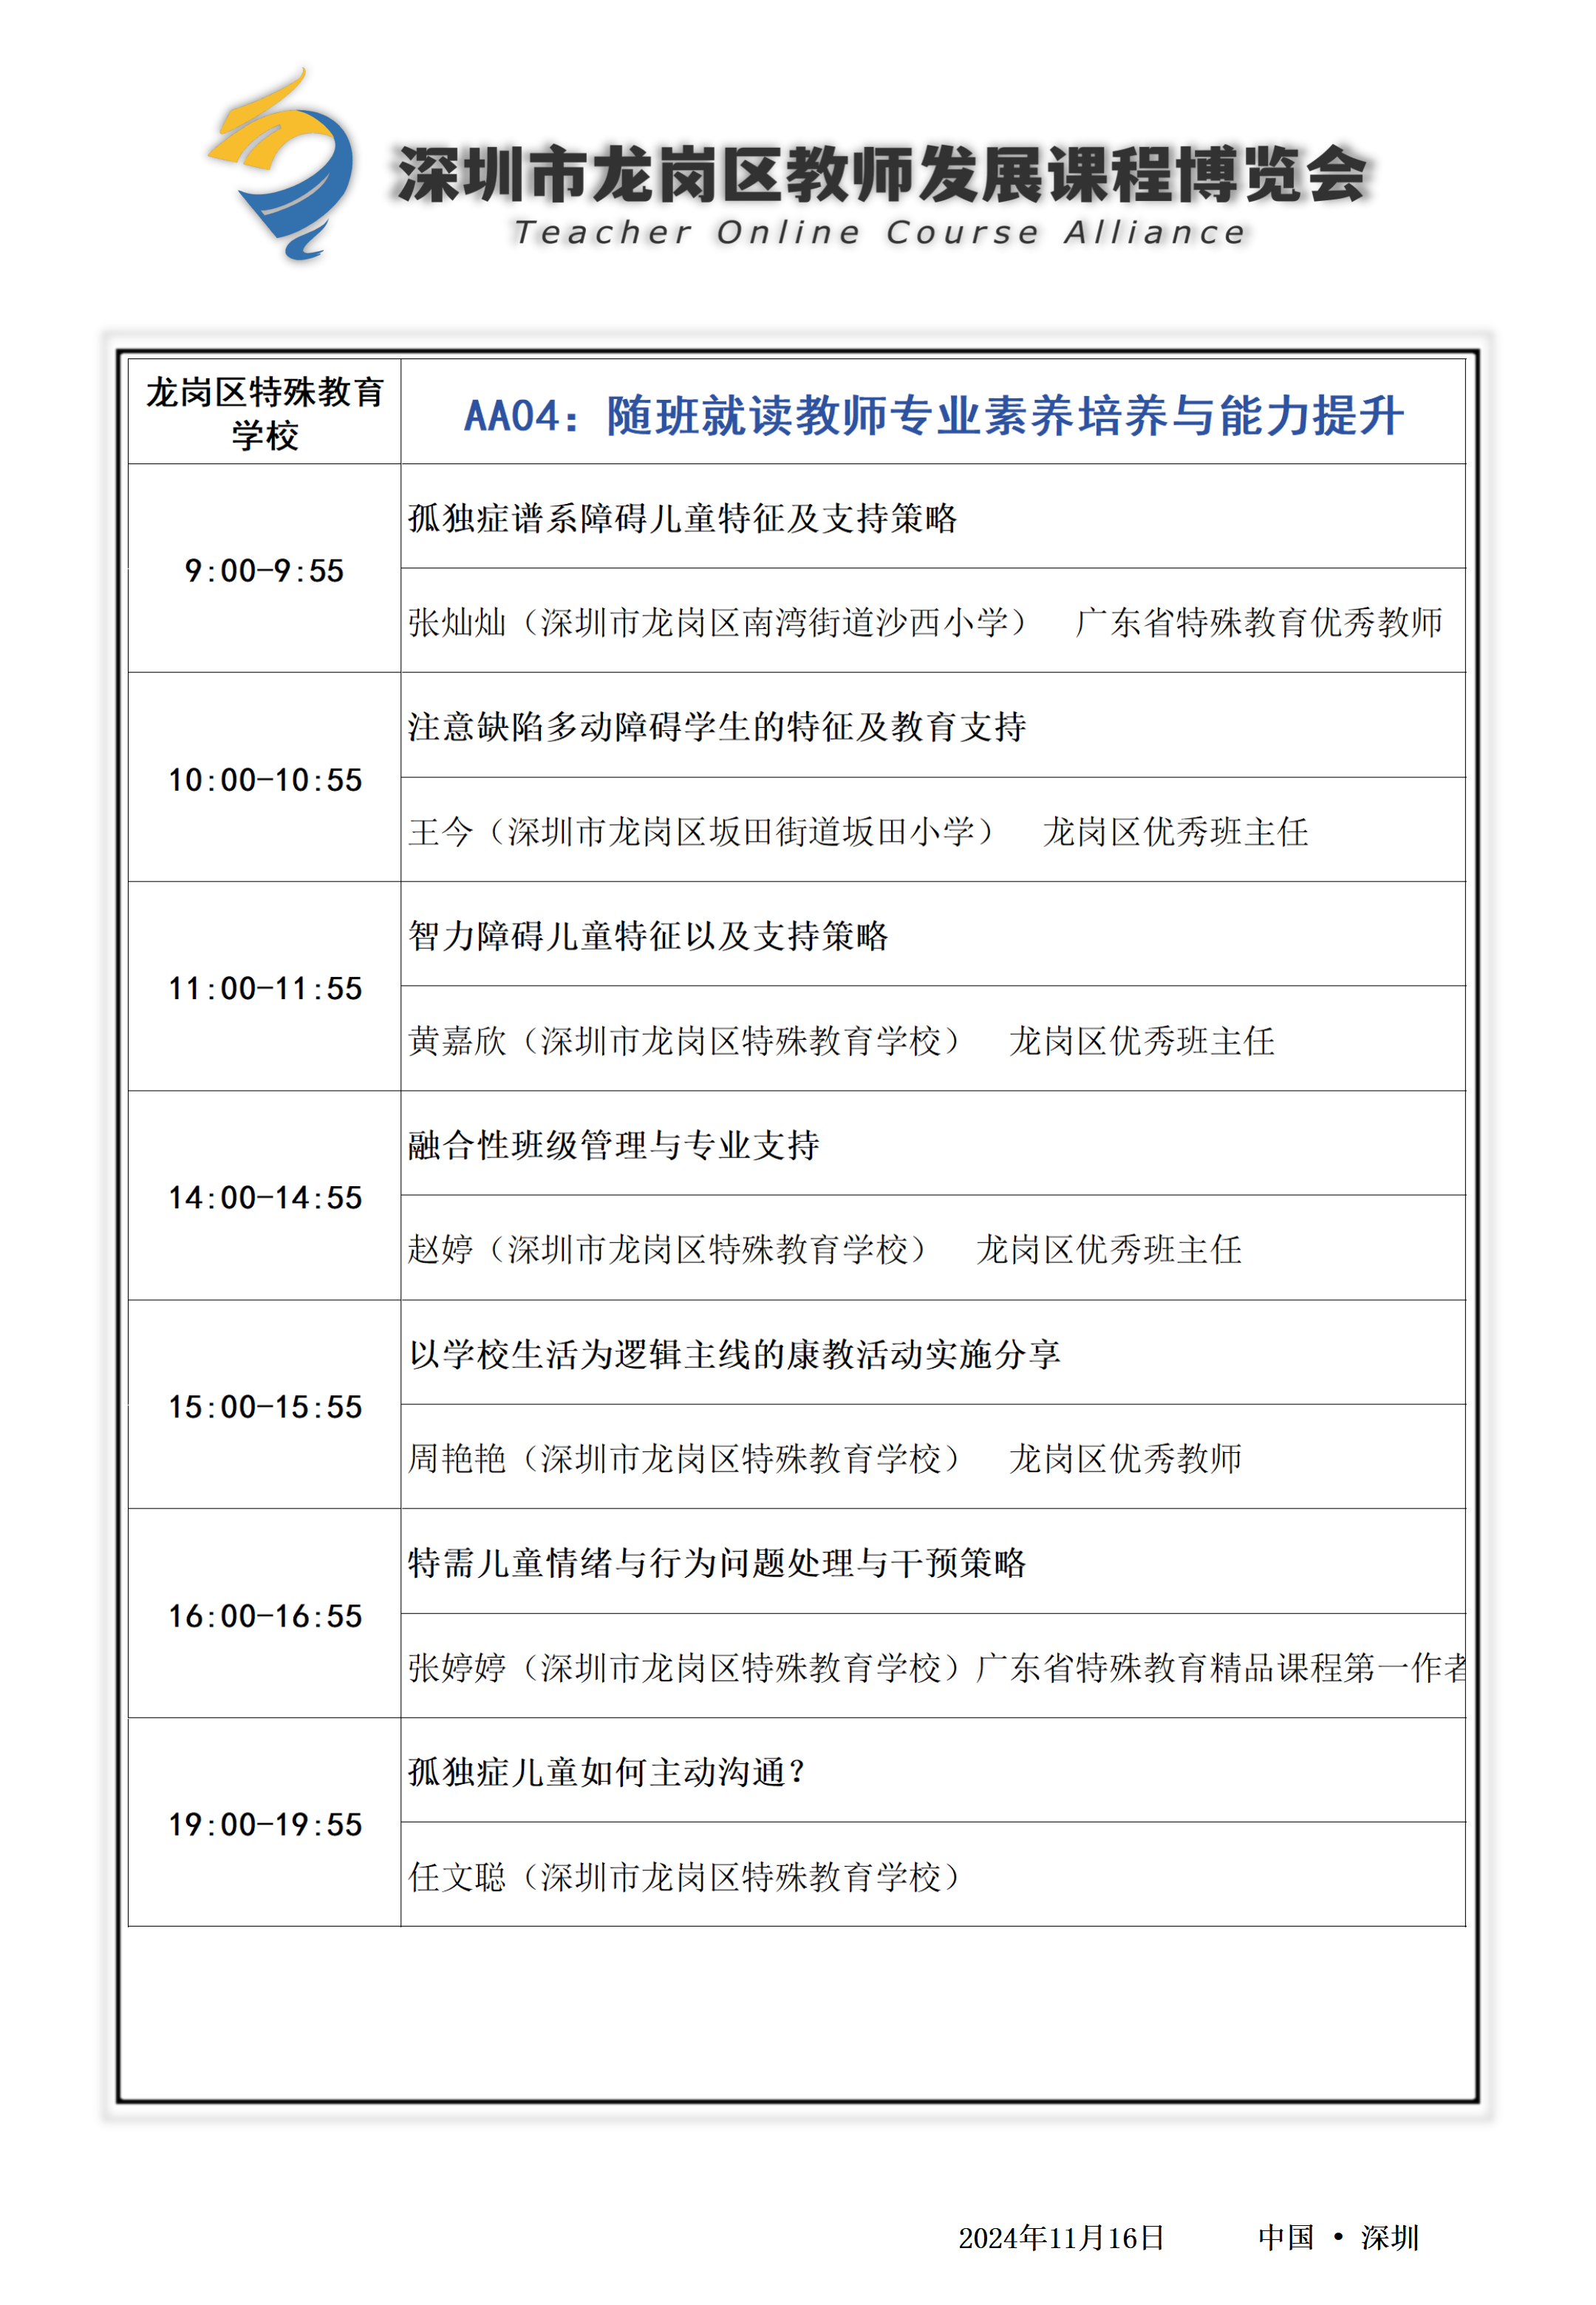 深圳市龙岗区教师发展课程博览会
Teacher Online Course Alliance
龙岗区特殊教育
学校
AA04：随班就读教师专业素养培养与能力提升
9:00-9:55
孤独症谱系障碍儿童特征及支持策略
张灿灿（深圳市龙岗区南湾街道沙西小学） 广东省特殊教育优秀教师
10:00-10:55
注意缺陷多动障碍学生的特征及教育支持
王今（深圳市龙岗区坂田街道坂田小学） 龙岗区优秀班主任
11:00-11:55
智力障碍儿童特征以及支持策略
黄嘉欣（深圳市龙岗区特殊教育学校） 龙岗区优秀班主任
14:00-14:55
融合性班级管理与专业支持
赵婷（深圳市龙岗区特殊教育学校） 龙岗区优秀班主任
15:00-15:55
以学校生活为逻辑主线的康教活动实施分享
周艳艳（深圳市龙岗区特殊教育学校） 龙岗区优秀教师
16:00-16:55
特需儿童情绪与行为问题处理与干预策略
张婷婷（深圳市龙岗区特殊教育学校）广东省特殊教育精品课程第一作者
19:00-19:55
孤独症儿童如何主动沟通？
任文聪（深圳市龙岗区特殊教育学校）
2024年11月16日 中国 • 深圳